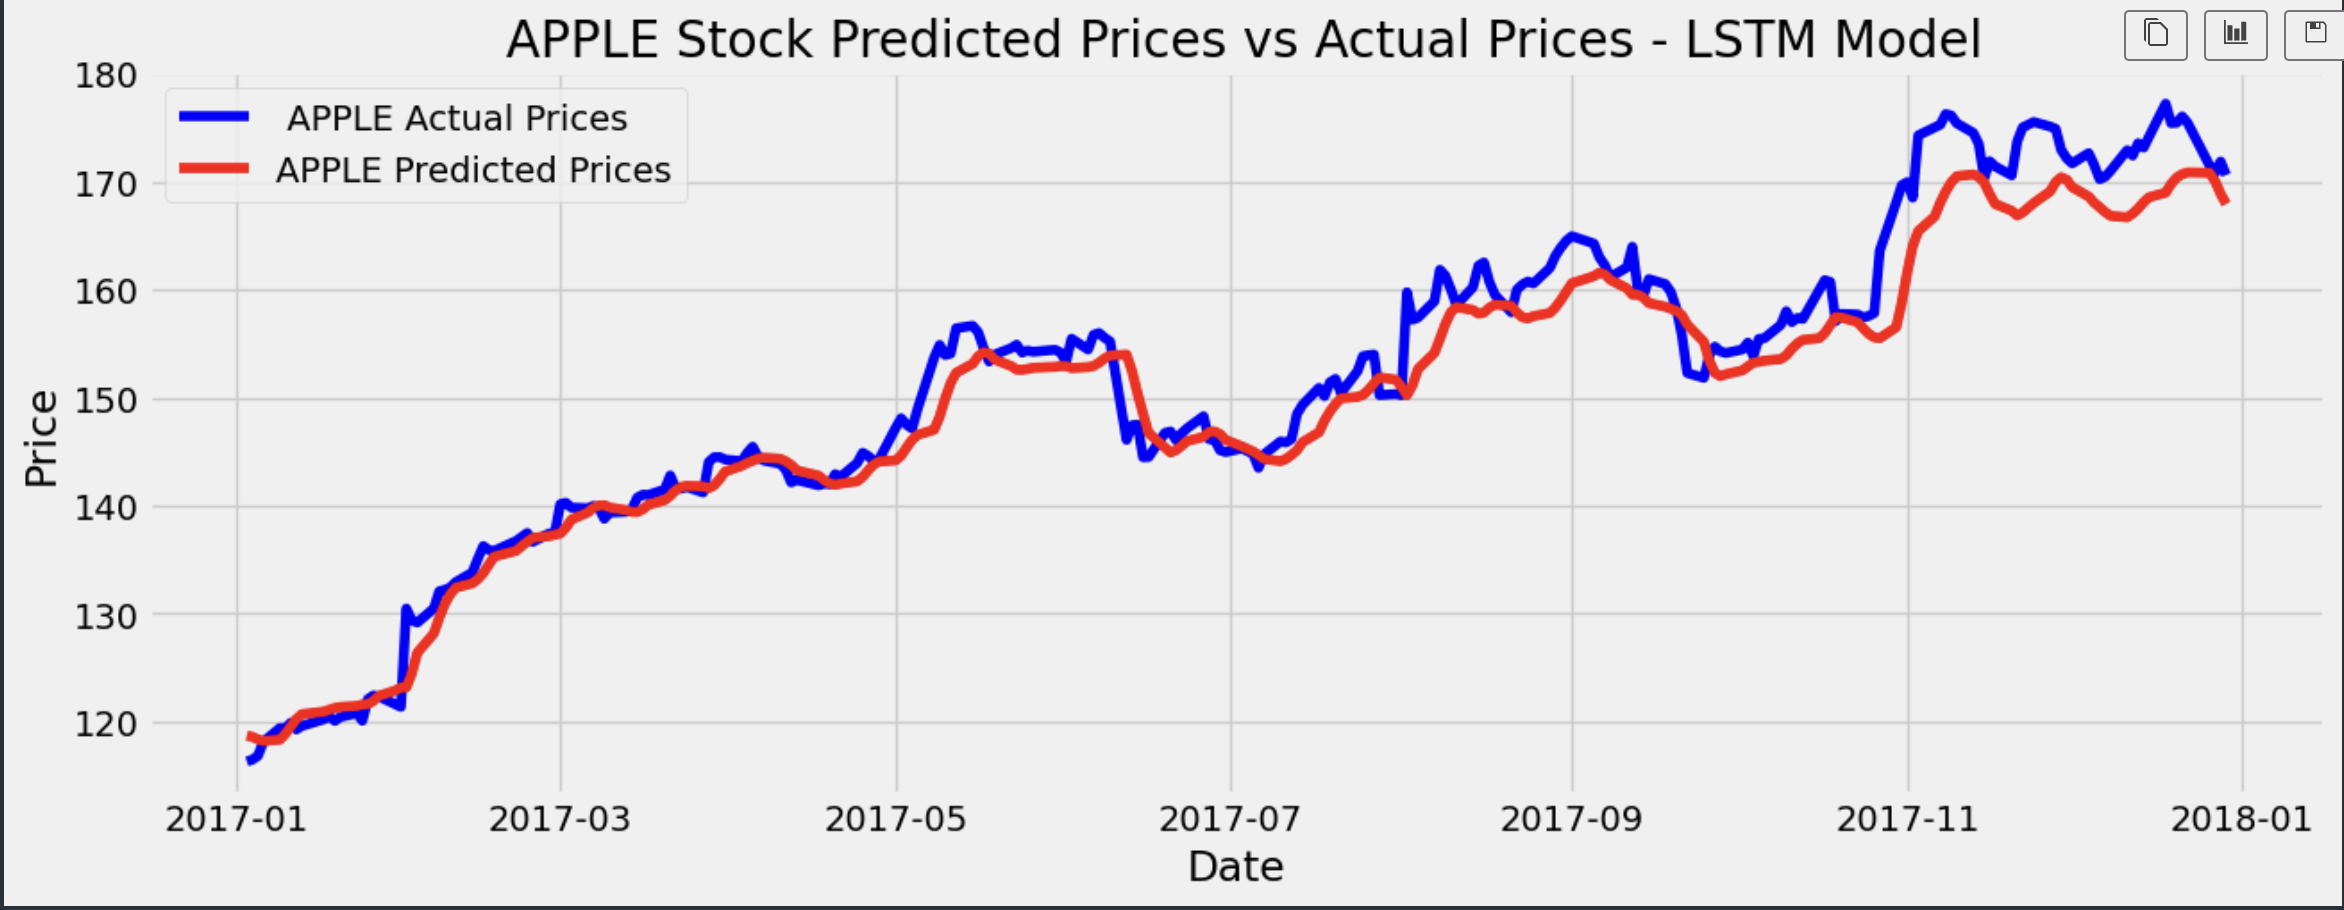 APPLE Stock Predicted Prices vs Actual Prices - LSTM Model
APPLE Actual Prices
APPLE Predicted Prices
Price
180
170
160
150
140
130
120
2017-01 2017-03 2017-05 2017-07 2017-09 2017-11 2018-01
Date